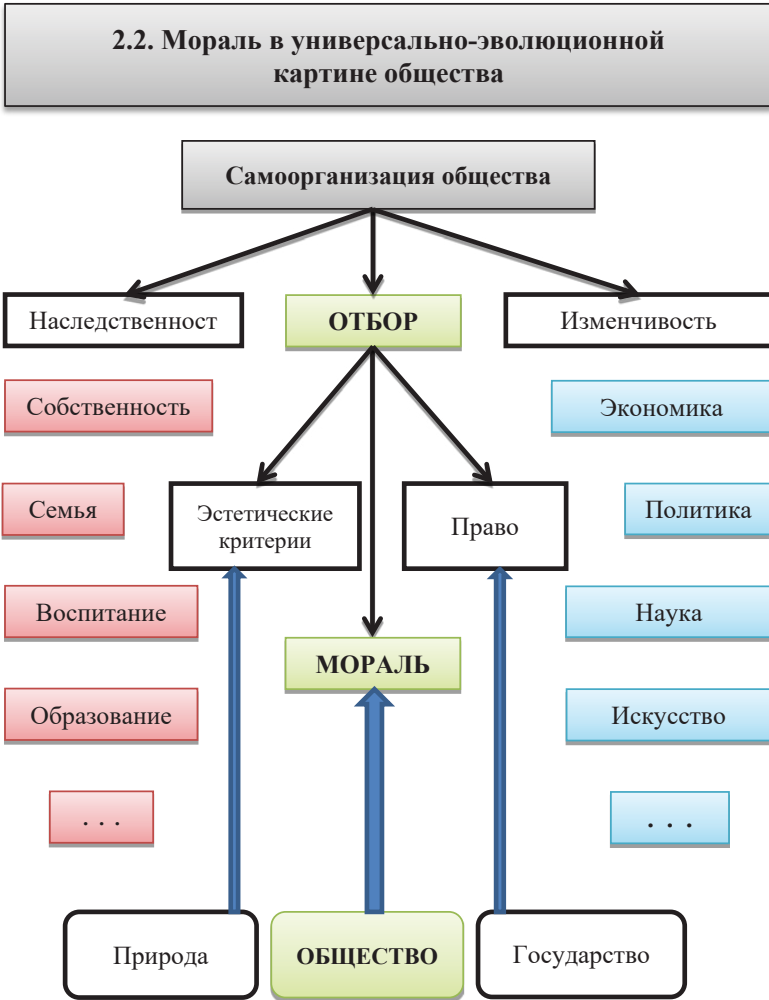 2.2. Мораль в универсально-эволюционной
картине общества
Самоорганизация общества
Наследственност
ОТБОР
Изменчивость
Собственность
Экономика
Семья
Эстетические
критерии
Право
Политика
Воспитание
Наука
МОРАЛЬ
Образование
Искусство
. . .
. . .
Природа
ОБЩЕСТВО
Государство